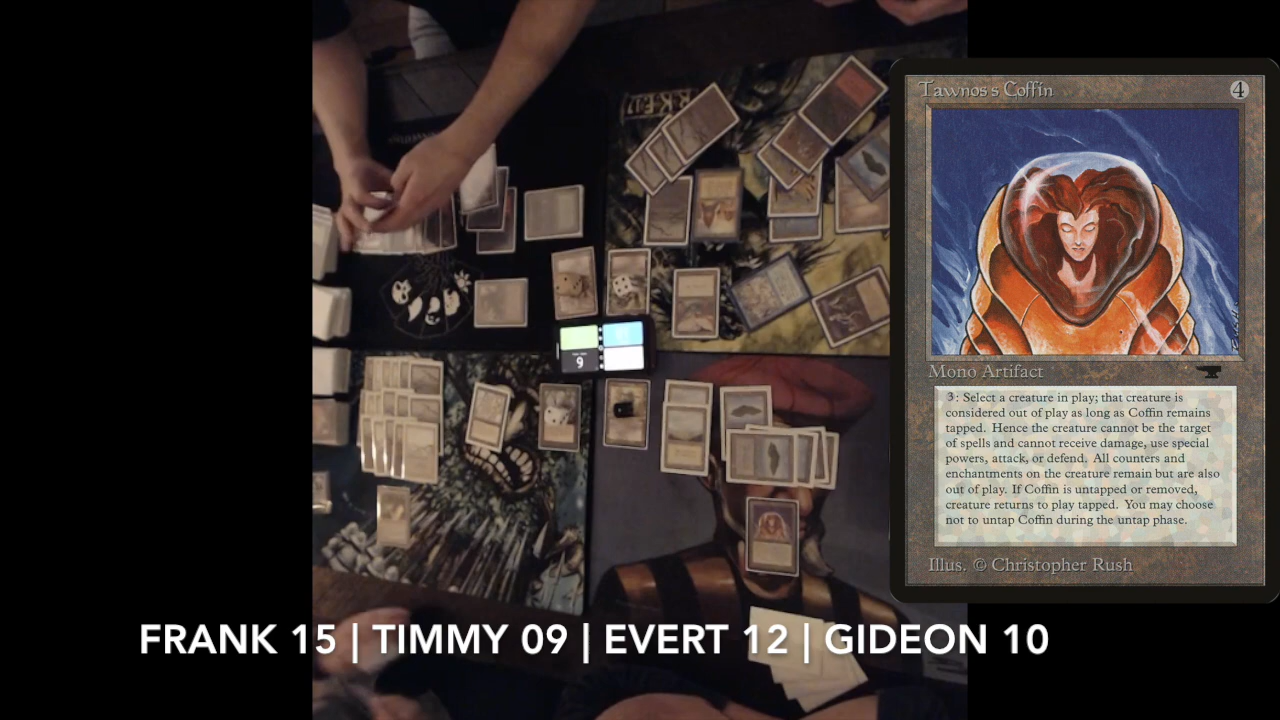 Tawnos's Coffin 4
Mono Artifact
3: Select a creature in play; that creature is
considered out of play as long as Coffin remains
tapped. Hence the creature cannot be the target
of spells and cannot receive damage, use special
powers, attack, or defend. All counters and
enchantments on the creature remain but are also
out of play. If Coffin is untapped or removed,
creature returns to play tapped. You may choose
not to untap Coffin during the untap phase.
Illus. © Christopher Rush
9
FRANK 15 | TIMMY 09 | EVERT 12 | GIDEON 10